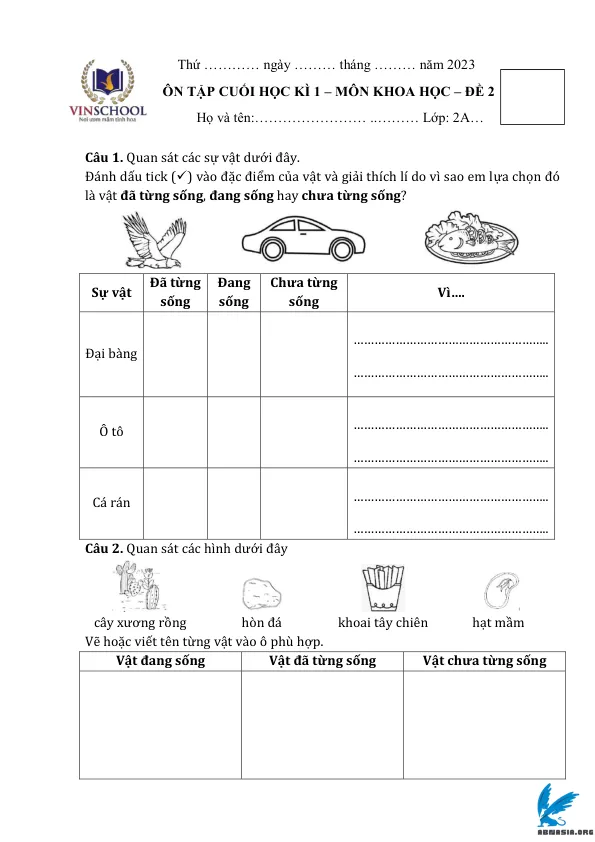 Thứ ………… ngày ……… tháng ……… năm 2023
ÔN TẬP CUỐI HỌC KÌ 1 – MÔN KHOA HỌC – ĐỀ 2
VINSCHOOL
Nơi ươm mầm tinh hoa
Họ và tên:…………………… ..……… Lớp: 2A…
Câu 1. Quan sát các sự vật dưới đây.
Đánh dấu tick (✓) vào đặc điểm của vật và giải thích lí do vì sao em lựa chọn đó
là vật đã từng sống, đang sống hay chưa từng sống?
Sự vật Đã từng sống Đang sống Chưa từng sống Vì….
Đại bàng ………………………………………………..
………………………………………………..
Ô tô ………………………………………………..
………………………………………………..
Cá rán ………………………………………………..
………………………………………………..
Câu 2. Quan sát các hình dưới đây
cây xương rồng hòn đá khoai tây chiên hạt mầm
Vẽ hoặc viết tên từng vật vào ô phù hợp.
Vật đang sống Vật đã từng sống Vật chưa từng sống
ABNASIA.ORG